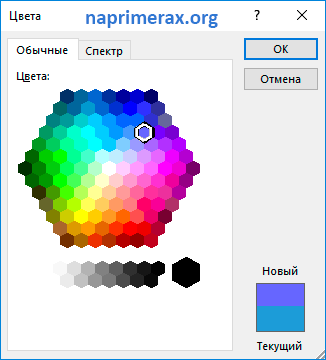 Цвета
naprimerax.org
?
Обычные
Спектр
Цвета:
ОК
Отмена
Новый
Текущий